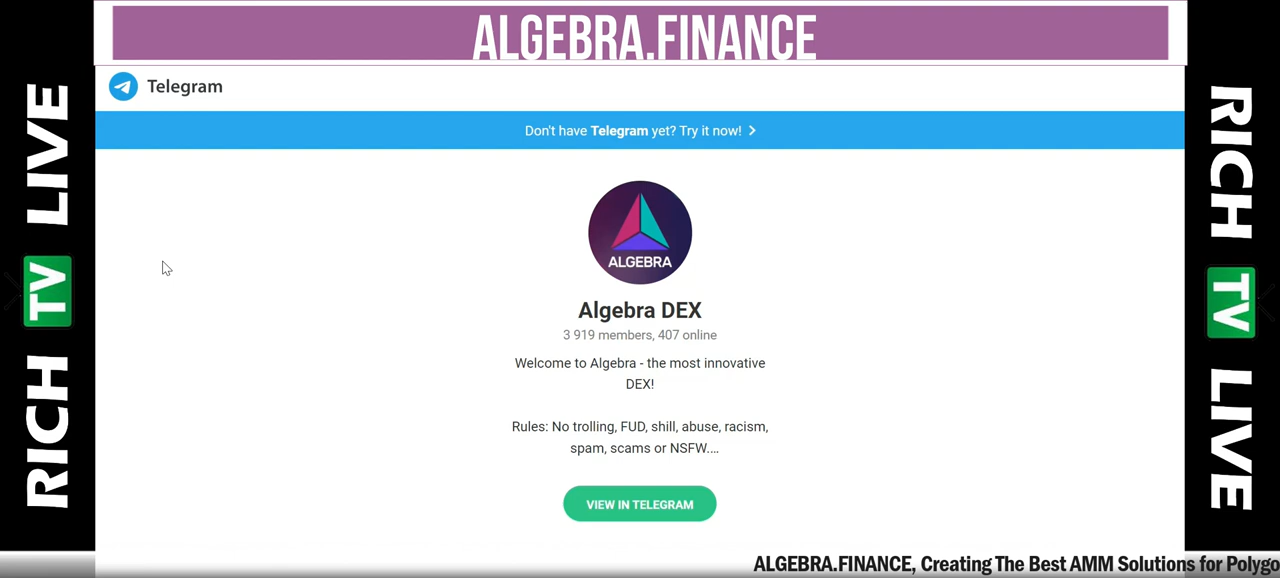 ALGEBRA.FINANCE
Telegram
Don't have Telegram yet? Try it now!
ALGEBRA
Algebra DEX
3 919 members, 407 online
Welcome to Algebra - the most innovative
DEX!
Rules: No trolling, FUD, shill, abuse, racism,
spam, scams or NSFW....
VIEW IN TELEGRAM
RICH TV LIVE
RICH TV LIVE
ALGEBRA.FINANCE, Creating The Best AMM Solutions for Polygo